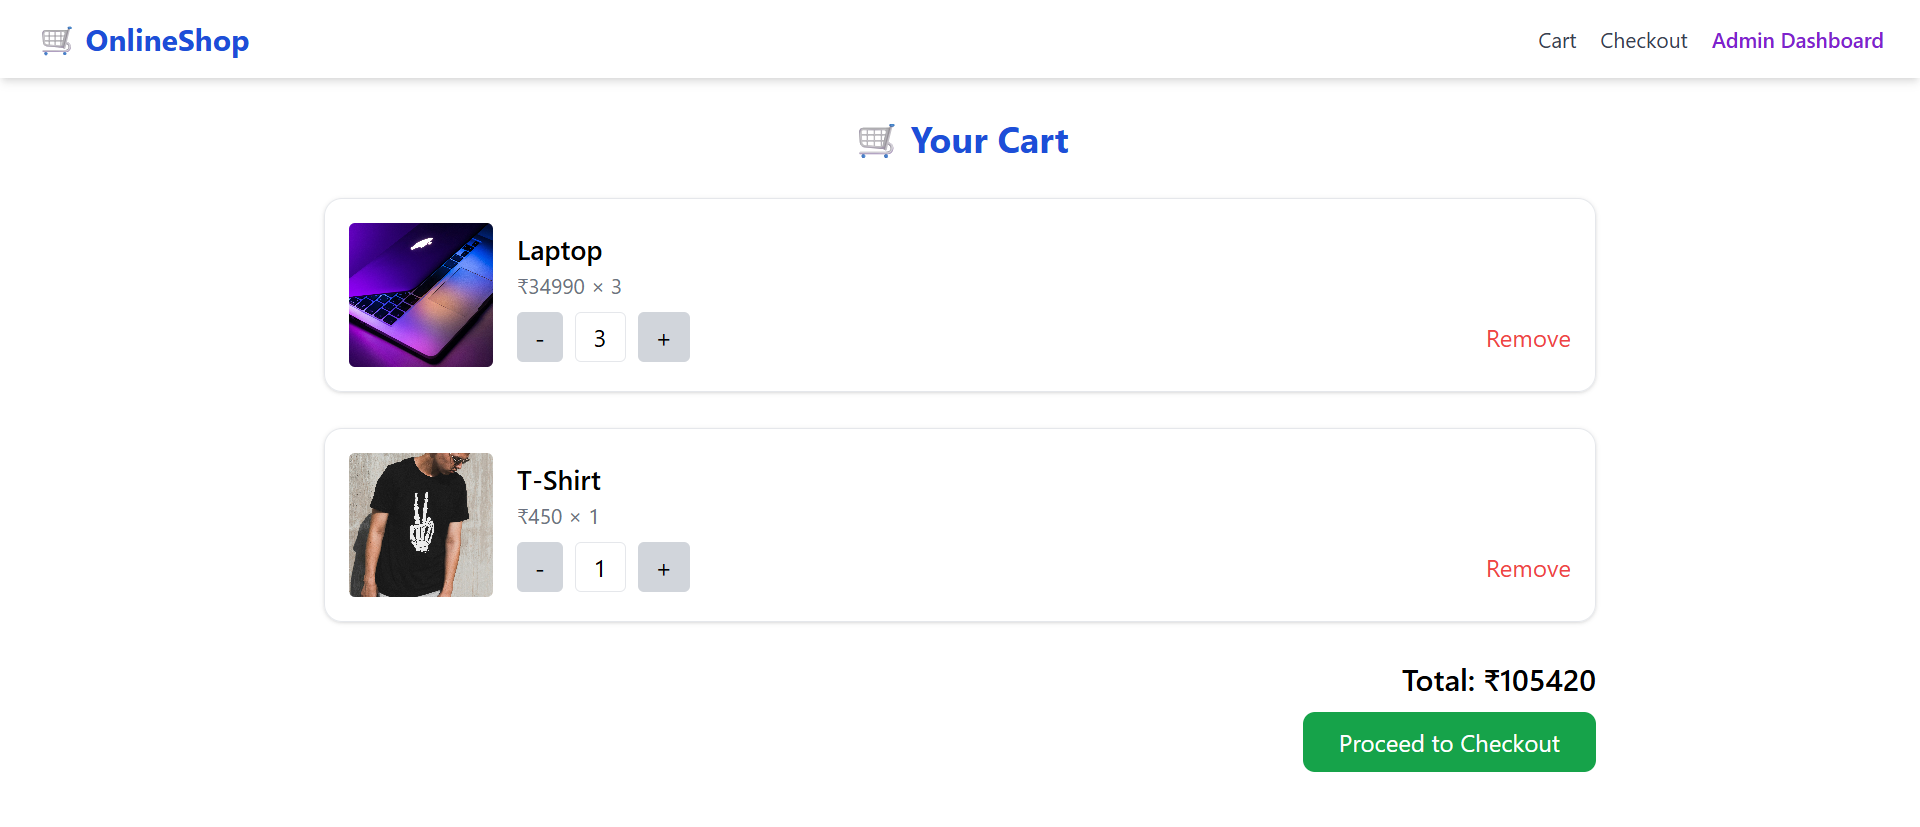 🛒 OnlineShop
Cart Checkout Admin Dashboard
🛒 Your Cart
Laptop
₹34990 × 3
- 3 +
Remove
T-Shirt
₹450 × 1
- 1 +
Remove
Total: ₹105420
Proceed to Checkout